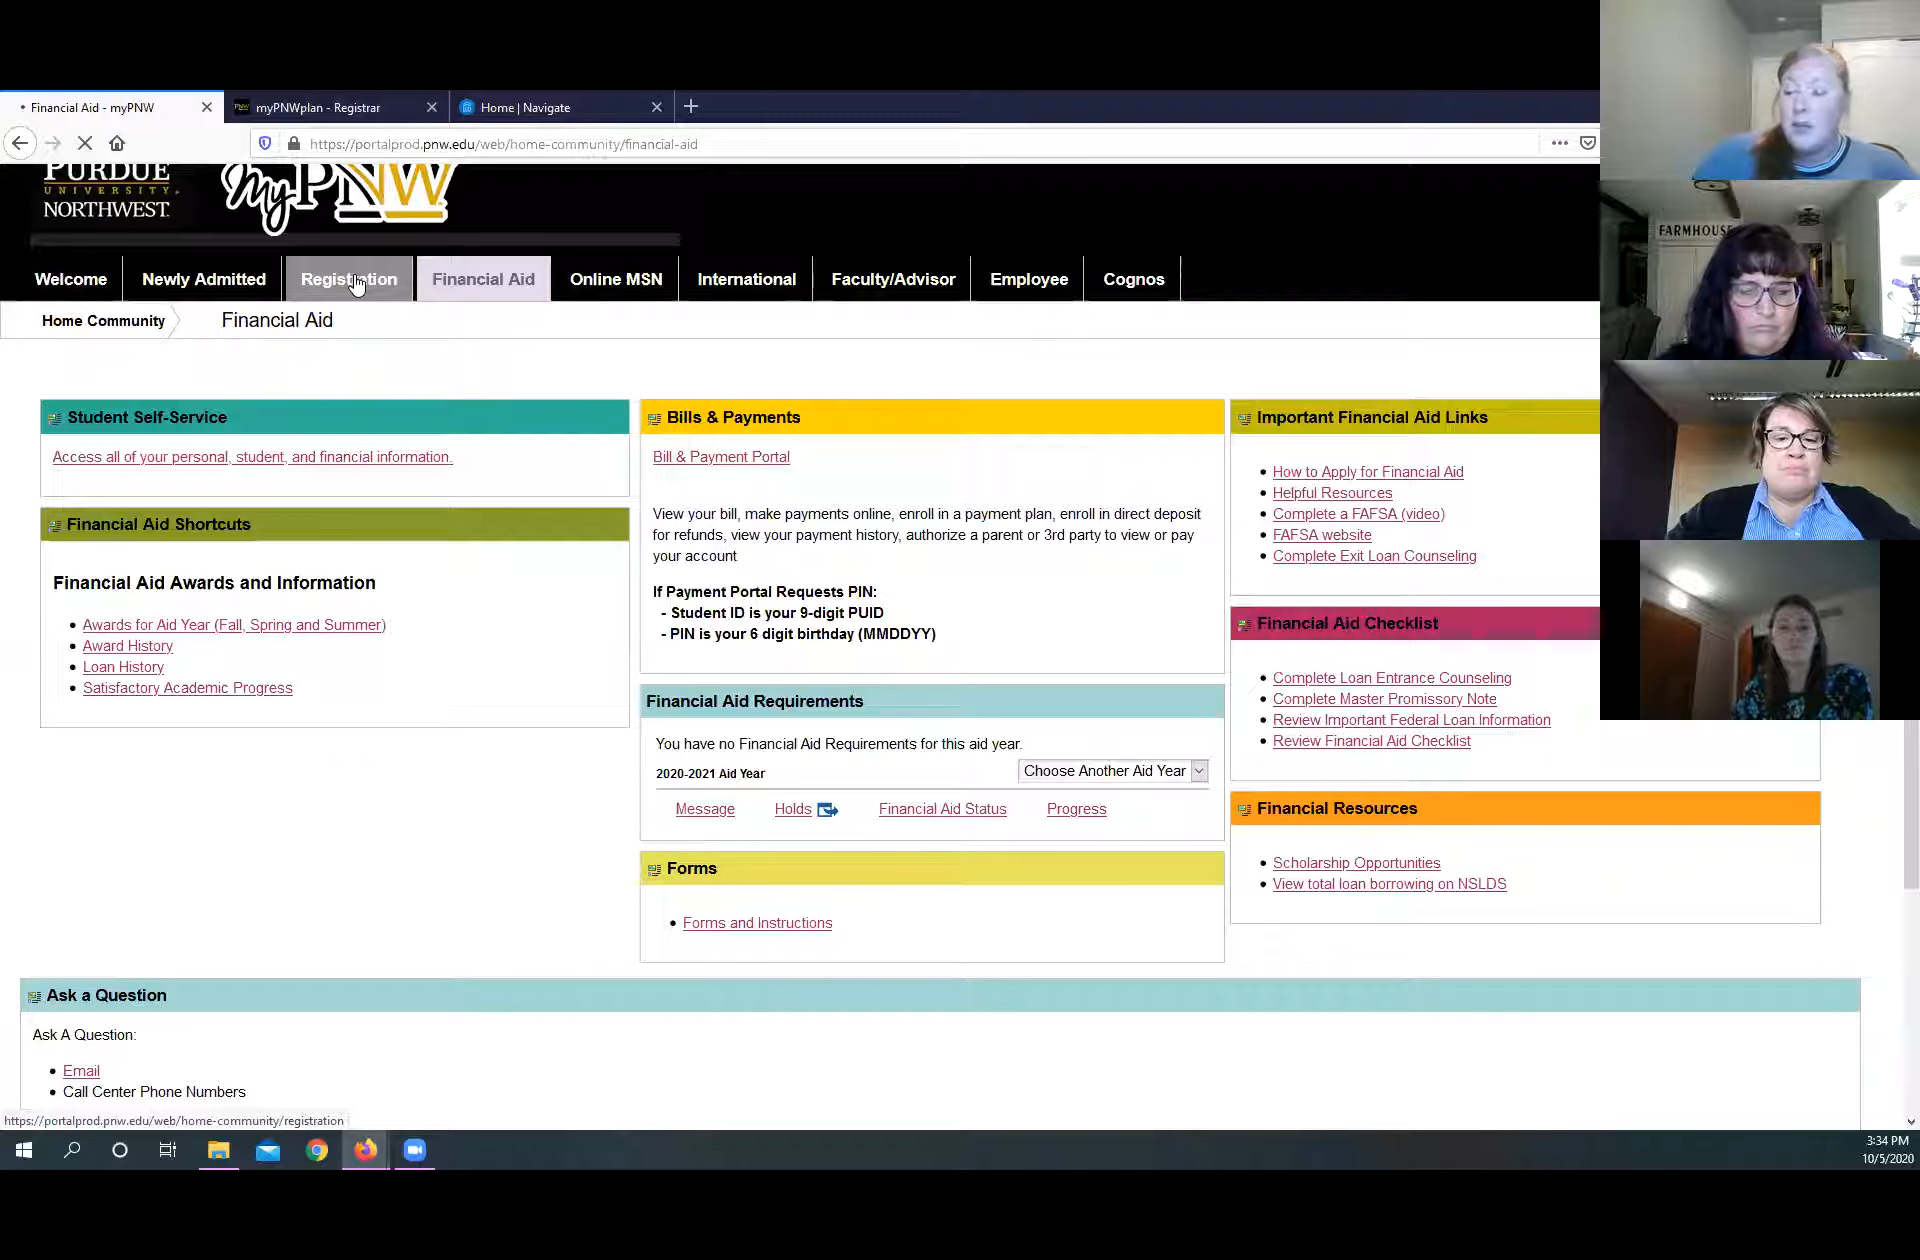 Financial Aid - myPNW
myPNWplan - Registrar
Home | Navigate
https://portalprod.pnw.edu/web/home-community/financial-aid
PURDUE
UNIVERSITY
NORTHWEST
myPNW
FARMHOUSE
Welcome
Newly Admitted
Registration
Financial Aid
Online MSN
International
Faculty/Advisor
Employee
Cognos
Home Community
Financial Aid
Student Self-Service
Access all of your personal, student, and financial information.
Financial Aid Shortcuts
Financial Aid Awards and Information
Awards for Aid Year (Fall, Spring and Summer)
Award History
Loan History
Satisfactory Academic Progress
Bills & Payments
Bill & Payment Portal
View your bill, make payments online, enroll in a payment plan, enroll in direct deposit
for refunds, view your payment history, authorize a parent or 3rd party to view or pay
your account
If Payment Portal Requests PIN:
- Student ID is your 9-digit PUID
- PIN is your 6 digit birthday (MMDDYY)
Financial Aid Requirements
You have no Financial Aid Requirements for this aid year.
2020-2021 Aid Year
Choose Another Aid Year
Message
Holds
Financial Aid Status
Progress
Forms
Forms and Instructions
Important Financial Aid Links
How to Apply for Financial Aid
Helpful Resources
Complete a FAFSA (video)
FAFSA website
Complete Exit Loan Counseling
Financial Aid Checklist
Complete Loan Entrance Counseling
Complete Master Promissory Note
Review Important Federal Loan Information
Review Financial Aid Checklist
Financial Resources
Scholarship Opportunities
View total loan borrowing on NSLDS
Ask a Question
Ask A Question:
Email
Call Center Phone Numbers
https://portalprod.pnw.edu/web/home-community/registration
3:34 PM
10/5/2020